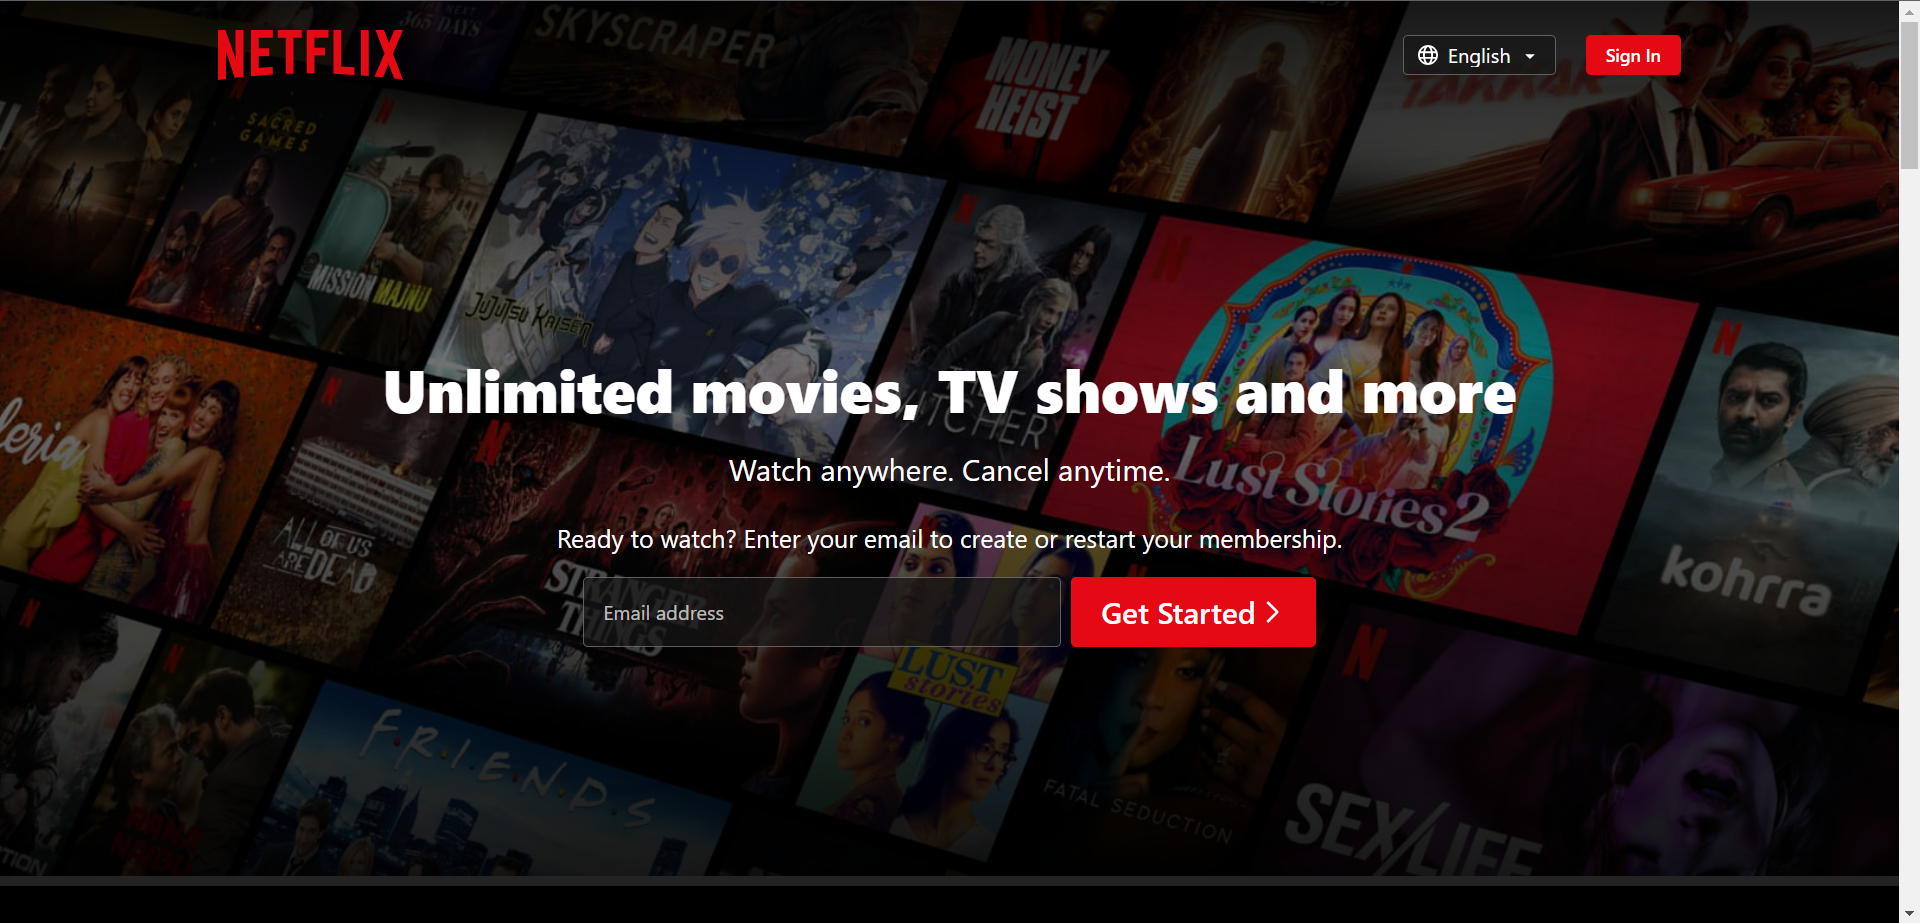 NETFLIX
English
Sign In
365 DAYS
SKYSCRAPER
MONEY
HEIST
SACRED
GAMES
MISSION MAJNU
JUJUTSU KAISEN
Unlimited movies, TV shows and more
Watch anywhere. Cancel anytime.
Lust Stories 2
ALL OF US
ARE DEAD
Ready to watch? Enter your email to create or restart your membership.
kohrra
STRANGER
THINGS
Email address
Get Started
LUST
stories
F.R.I.E.N.D.S
FATAL SEDUCTION
SEX/LIFE